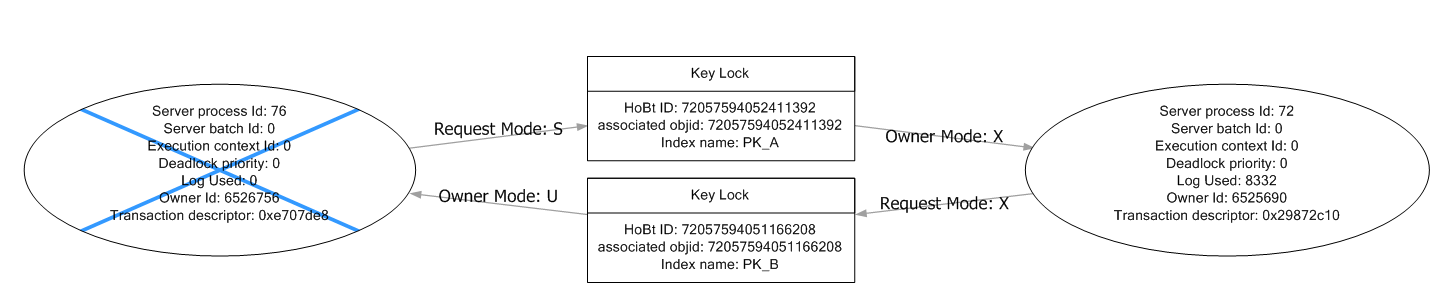 Server process Id: 76
Server batch Id: 0
Execution context Id: 0
Deadlock priority: 0
Log Used: 0
Owner Id: 6526756
Transaction descriptor: 0xe707de8
Request Mode: S
Owner Mode: U
Key Lock
HoBt ID: 72057594052411392
associated objid: 72057594052411392
Index name: PK_A
Key Lock
HoBt ID: 72057594051166208
associated objid: 72057594051166208
Index name: PK_B
Owner Mode: X
Request Mode: X
Server process Id: 72
Server batch Id: 0
Execution context Id: 0
Deadlock priority: 0
Log Used: 8332
Owner Id: 6525690
Transaction descriptor: 0x29872c10